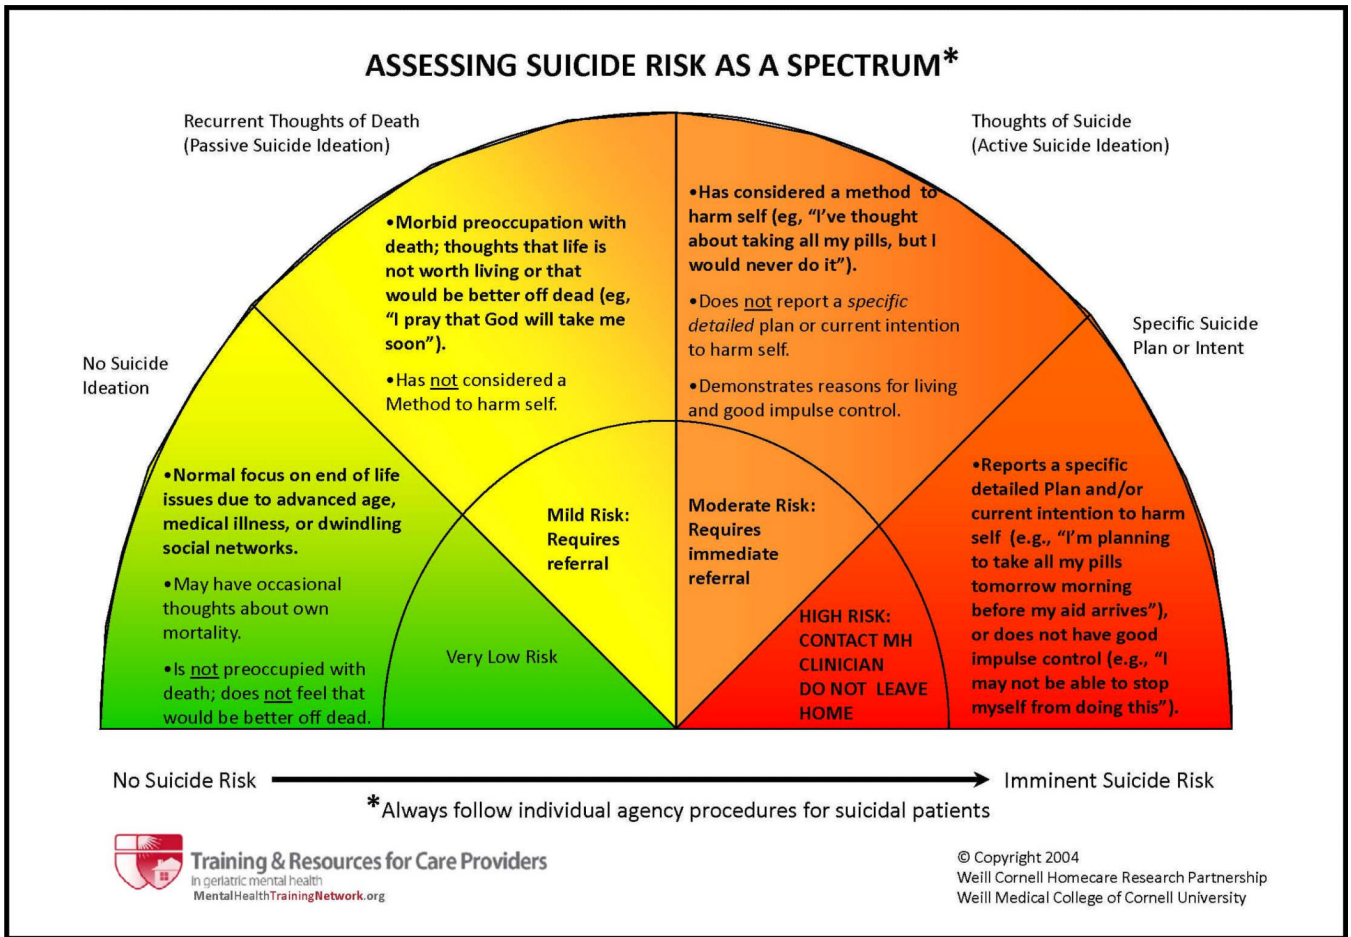 ASSESSING SUICIDE RISK AS A SPECTRUM*
Recurrent Thoughts of Death
(Passive Suicide Ideation)
Thoughts of Suicide
(Active Suicide Ideation)
No Suicide
Ideation
Specific Suicide
Plan or Intent
•Normal focus on end of life
issues due to advanced age,
medical illness, or dwindling
social networks.
•May have occasional
thoughts about own
mortality.
•Is not preoccupied with
death; does not feel that
would be better off dead.
Very Low Risk
•Morbid preoccupation with
death; thoughts that life is
not worth living or that
would be better off dead (eg,
“I pray that God will take me
soon”).
•Has not considered a
Method to harm self.
Mild Risk:
Requires
referral
•Has considered a method to
harm self (eg, “I’ve thought
about taking all my pills, but I
would never do it”).
•Does not report a specific
detailed plan or current intention
to harm self.
•Demonstrates reasons for living
and good impulse control.
Moderate Risk:
Requires
immediate
referral
•Reports a specific
detailed Plan and/or
current intention to harm
self (e.g., “I’m planning
to take all my pills
tomorrow morning
before my aid arrives”),
or does not have good
impulse control (e.g., “I
may not be able to stop
myself from doing this”).
HIGH RISK:
CONTACT MH
CLINICIAN
DO NOT LEAVE
HOME
No Suicide Risk
Imminent Suicide Risk
*Always follow individual agency procedures for suicidal patients
Training & Resources for Care Providers
in geriatric mental health
MentalHealthTrainingNetwork.org
© Copyright 2004
Weill Cornell Homecare Research Partnership
Weill Medical College of Cornell University